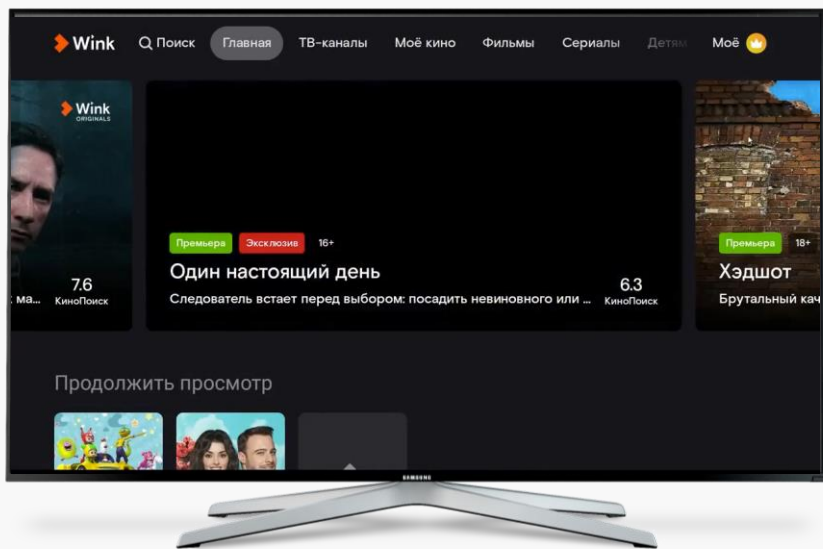 Wink
Поиск
Главная
ТВ-каналы
Моё кино
Фильмы
Сериалы
Детям
Моё
Wink
ORIGINALS
7.6
ма...
КиноПоиск
Премьера
Эксклюзив
16+
Один настоящий день
Следователь встает перед выбором: посадить невиновного или ...
6.3
КиноПоиск
Премьера
18+
Хэдшот
Брутальный кач
Продолжить просмотр
SAMSUNG